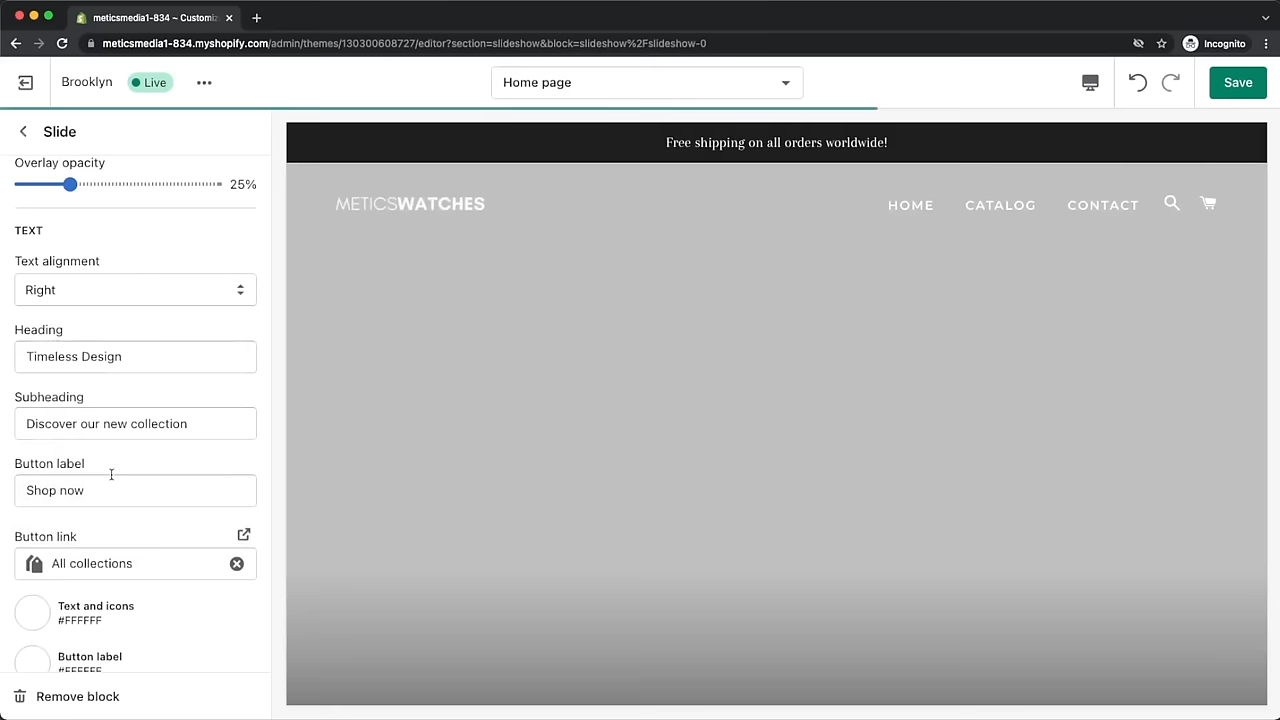 meticsmedia1-834 ~ Customiz
meticsmedia1-834.myshopify.com/admin/themes/130300608727/editor?section=slideshow&block=slideshow%2Fslideshow-0
Incognito
Brooklyn
Live
Home page
Save
Slide
Overlay opacity
25%
TEXT
Text alignment
Right
Heading
Timeless Design
Subheading
Discover our new collection
Button label
Shop now
Button link
All collections
Text and icons
#FFFFFF
Button label
#FFFFFF
Remove block
Free shipping on all orders worldwide!
METICSWATCHES
HOME CATALOG CONTACT